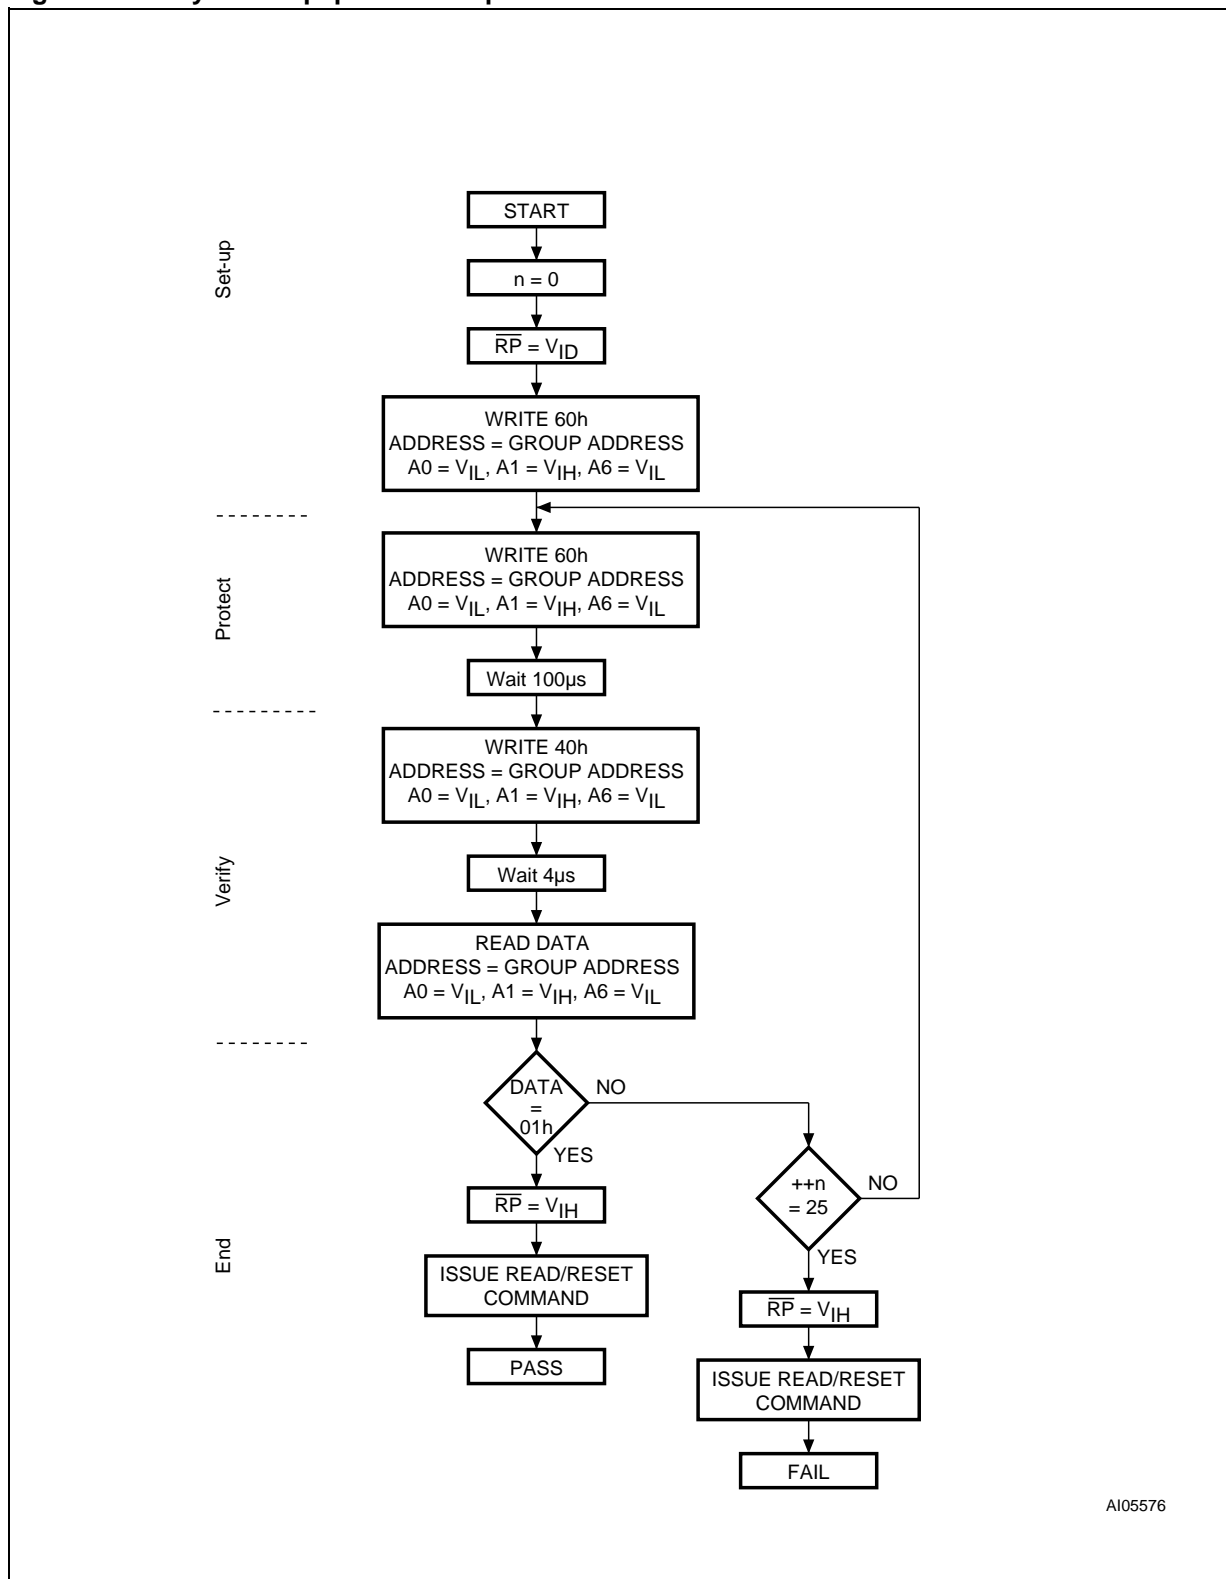 Set-up
START
n = 0
R̅P̅ = VID
WRITE 60h
ADDRESS = GROUP ADDRESS
A0 = VIL, A1 = VIH, A6 = VIL
Protect
WRITE 60h
ADDRESS = GROUP ADDRESS
A0 = VIL, A1 = VIH, A6 = VIL
Wait 100µs
Verify
WRITE 40h
ADDRESS = GROUP ADDRESS
A0 = VIL, A1 = VIH, A6 = VIL
Wait 4µs
READ DATA
ADDRESS = GROUP ADDRESS
A0 = VIL, A1 = VIH, A6 = VIL
End
DATA
=
01h
NO
YES
R̅P̅ = VIH
ISSUE READ/RESET
COMMAND
PASS
++n
= 25
NO
YES
R̅P̅ = VIH
ISSUE READ/RESET
COMMAND
FAIL
AI05576